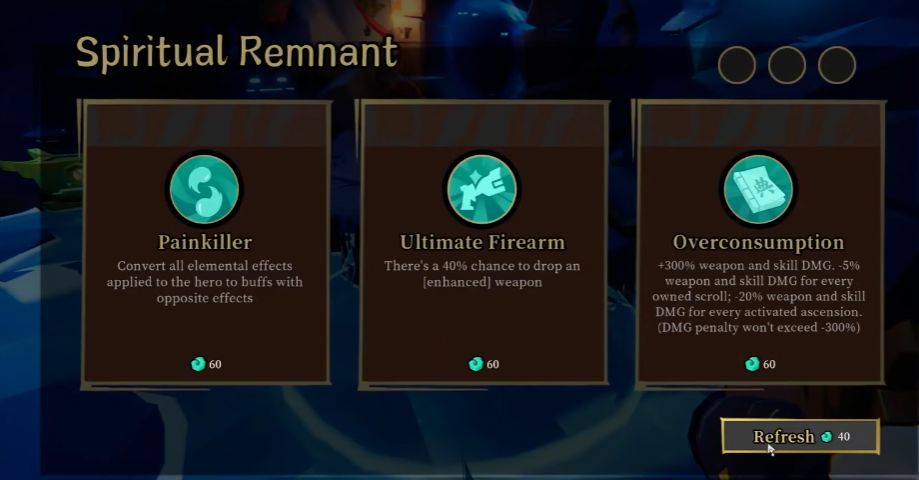 Spiritual Remnant
Painkiller
Convert all elemental effects
applied to the hero to buffs with
opposite effects
60
Ultimate Firearm
There's a 40% chance to drop an
[enhanced] weapon
60
典
Overconsumption
+300% weapon and skill DMG. -5%
weapon and skill DMG for every
owned scroll; -20% weapon and skill
DMG for every activated ascension.
(DMG penalty won't exceed -300%)
60
Refresh 40